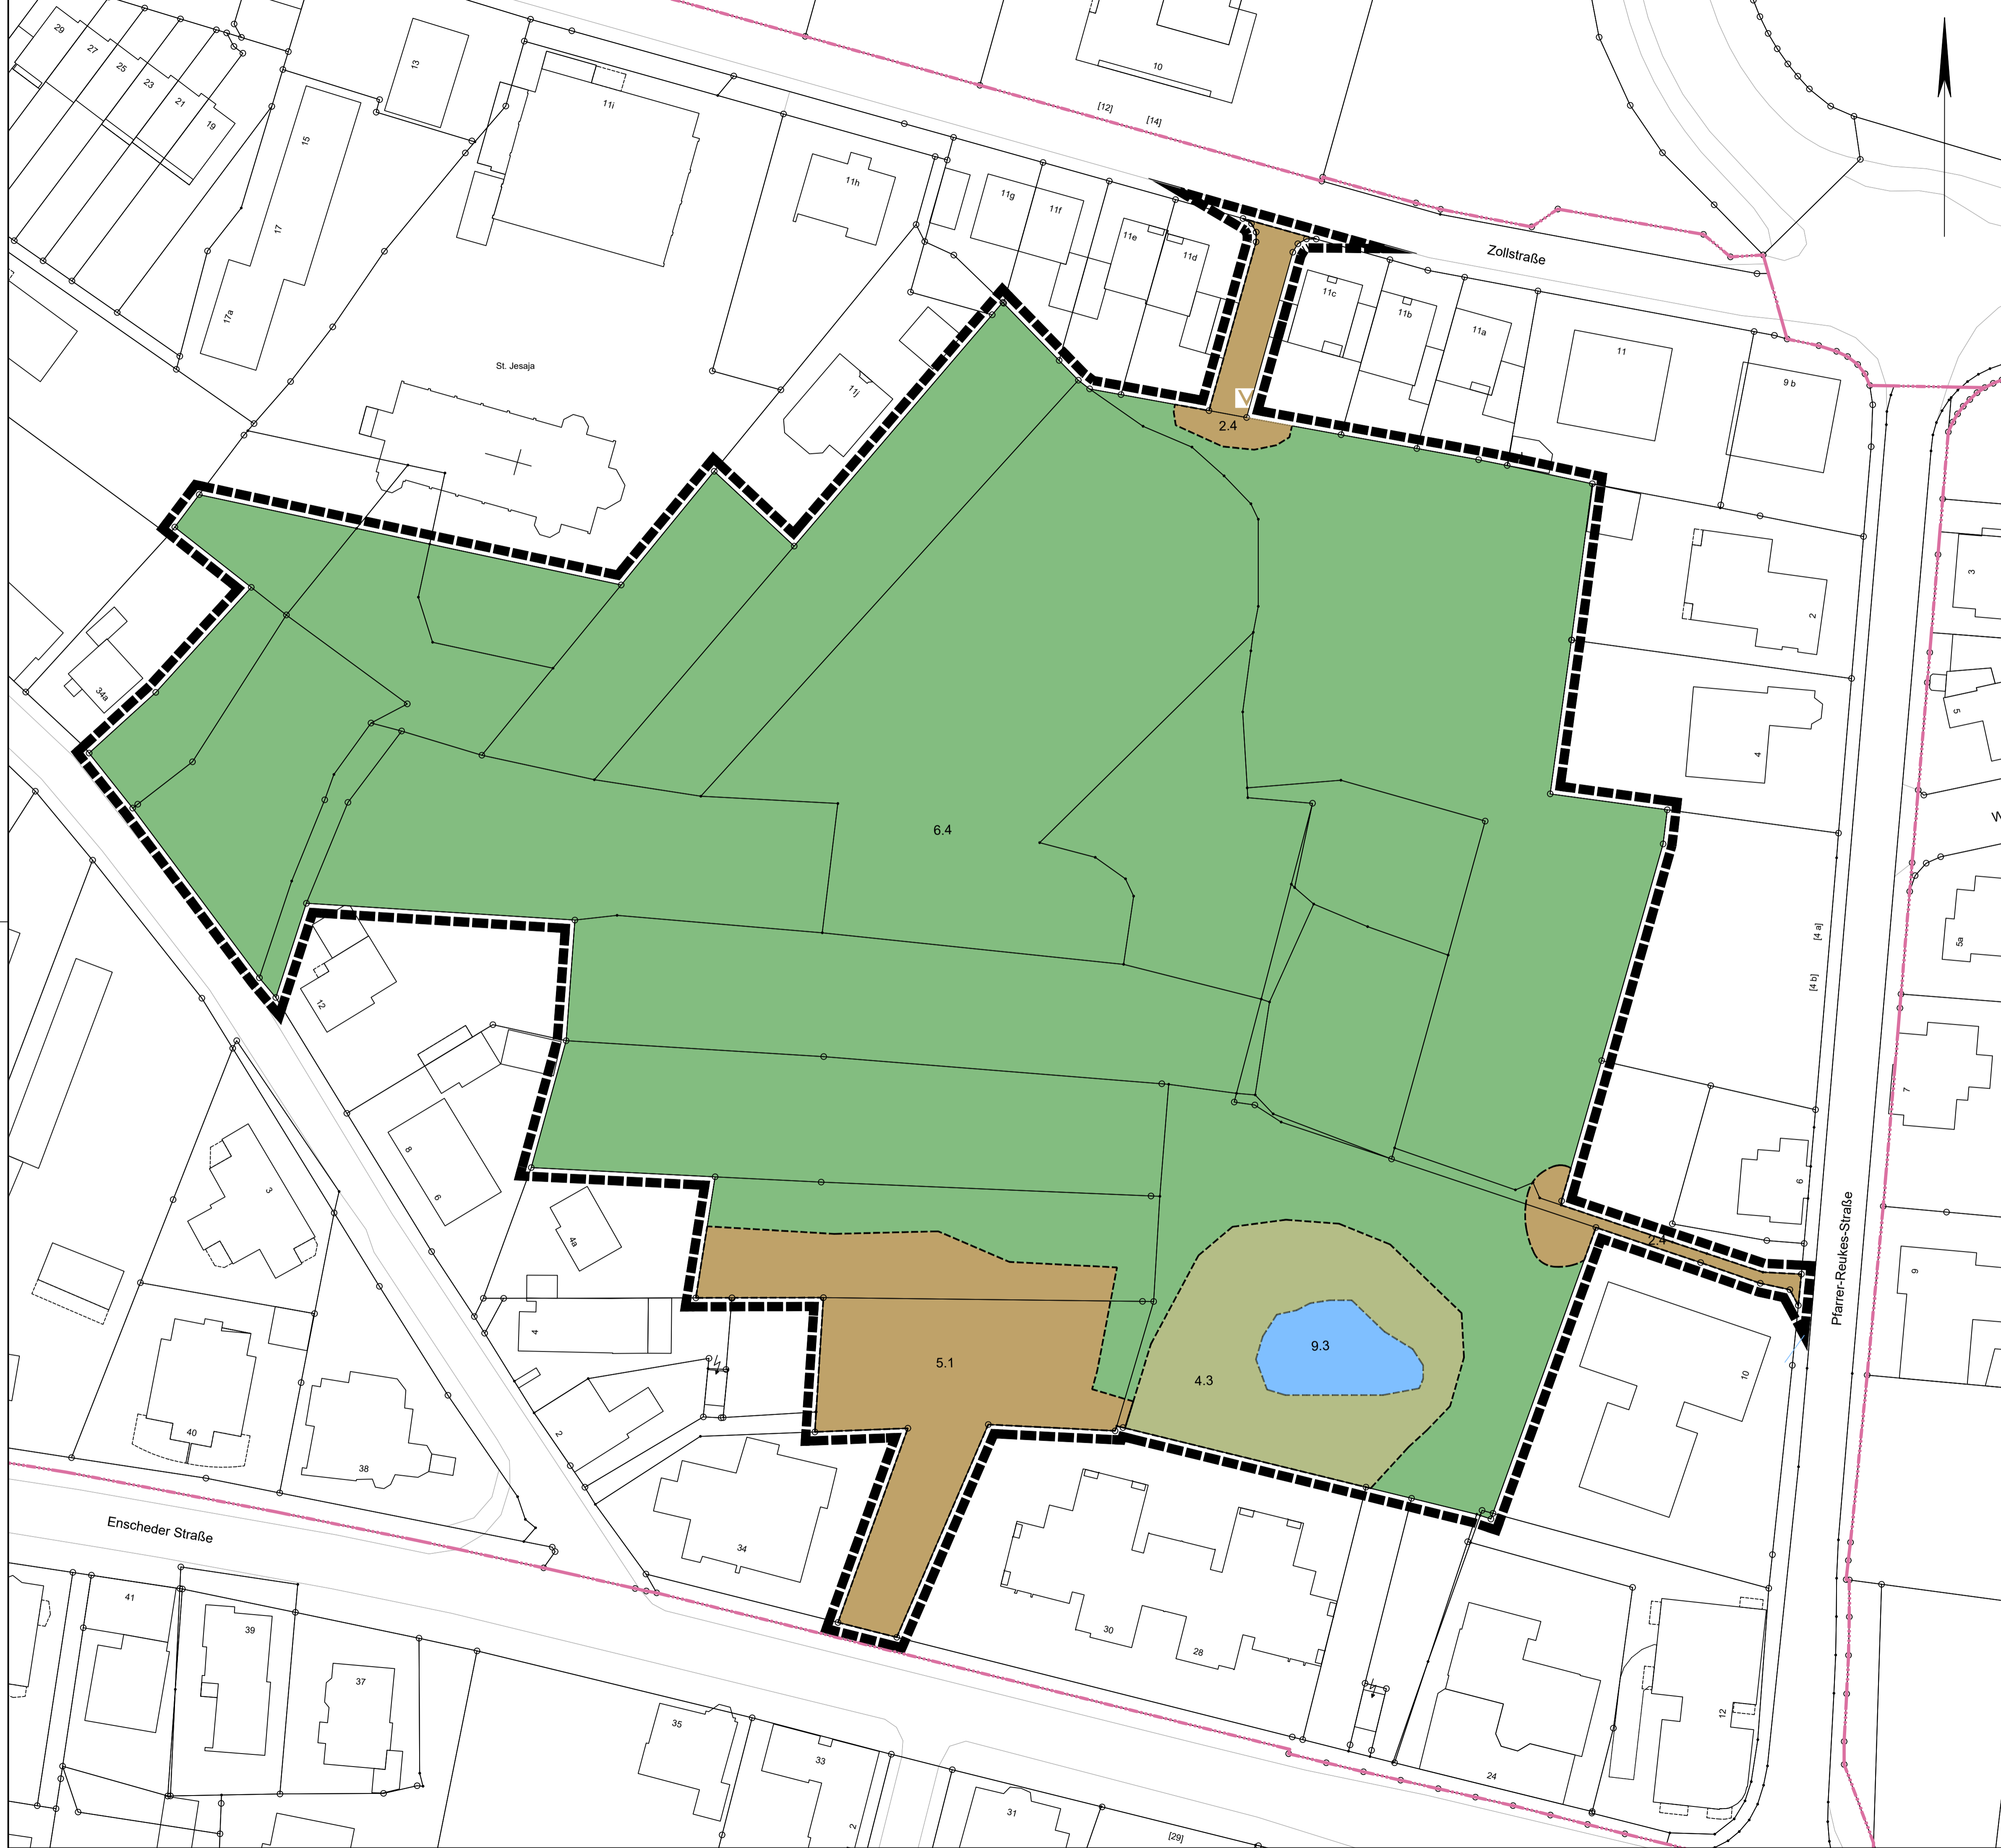 29
27
25
23
21
19
13
15
17
17a
11i
11h
11g
11f
11e
11d
10
[12]
[14]
Zollstraße
11c
11b
11a
11
9 b
St. Jesaja
11j
V
2.4
3
2
5
4
34a
6.4
W
[4 a]
[4 b]
5a
12
7
8
6
3
4a
6
2.4
Pfarrer-Reukes-Straße
9
4
5.1
4.3
9.3
10
40
38
2
34
Enscheder Straße
41
39
37
30
28
35
33
2
31
[29]
24
12